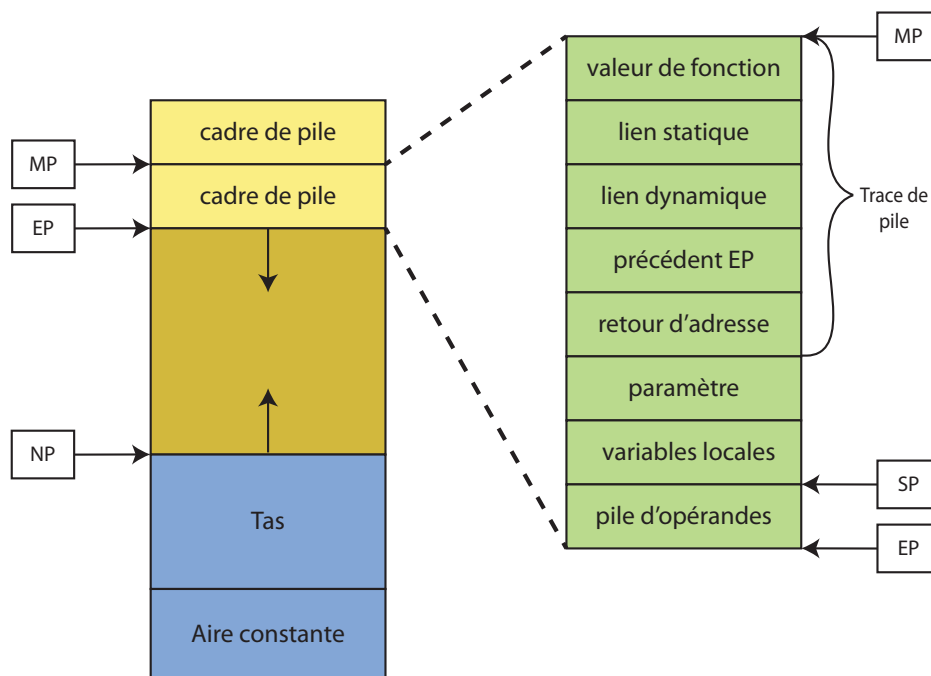 cadre de pile
MP
cadre de pile
EP
NP
Tas
Aire constante
MP
valeur de fonction
lien statique
lien dynamique
Trace de
pile
précédent EP
retour d'adresse
paramètre
variables locales
SP
pile d'opérandes
EP